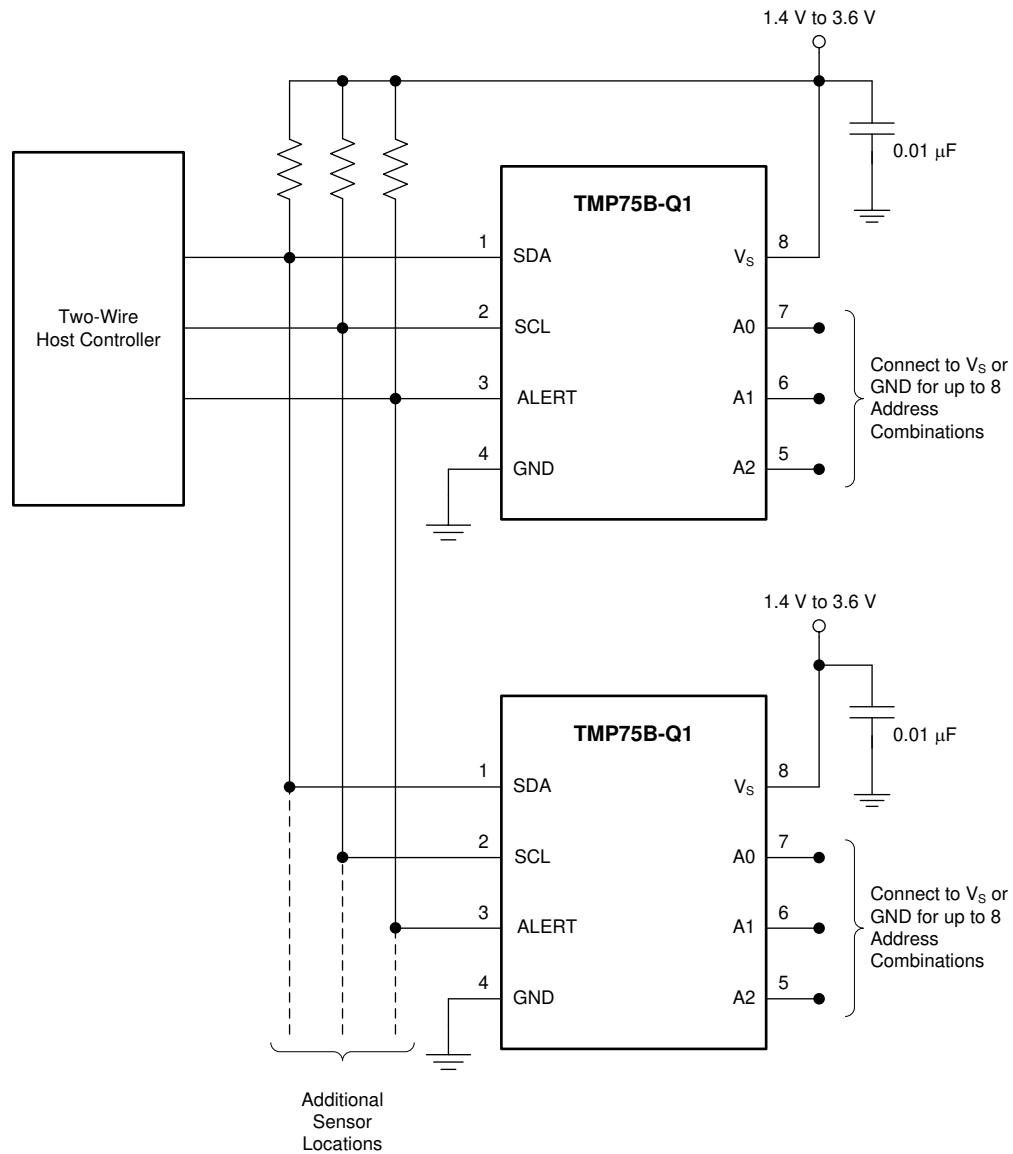 1.4 V to 3.6 V
0.01 μF
TMP75B-Q1
Two-Wire
Host Controller
1
SDA
2
SCL
3
ALERT
4
GND
8
VS
7
A0
6
A1
5
A2
Connect to VS or
GND for up to 8
Address
Combinations
1.4 V to 3.6 V
0.01 μF
TMP75B-Q1
1
SDA
2
SCL
3
ALERT
4
GND
8
VS
7
A0
6
A1
5
A2
Connect to VS or
GND for up to 8
Address
Combinations
Additional
Sensor
Locations